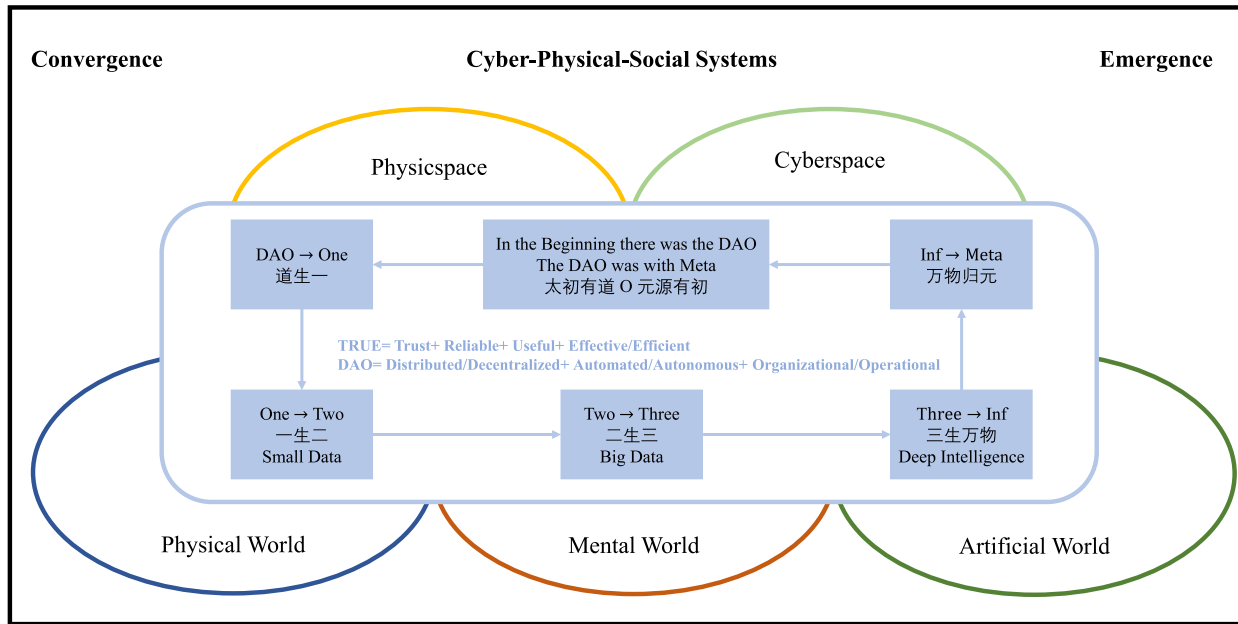 Convergence
Cyber-Physical-Social Systems
Emergence
Physicspace
Cyberspace
DAO → One
道生一
In the Beginning there was the DAO
The DAO was with Meta
太初有道 O 元源有初
Inf → Meta
万物归元
TRUE= Trust+ Reliable+ Useful+ Effective/Efficient
DAO= Distributed/Decentralized+ Automated/Autonomous+ Organizational/Operational
One → Two
一生二
Small Data
Two → Three
二生三
Big Data
Three → Inf
三生万物
Deep Intelligence
Physical World
Mental World
Artificial World